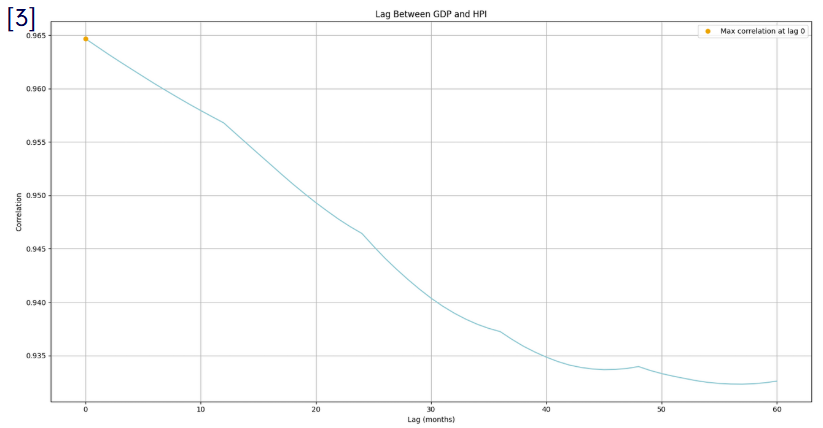 [3]
Lag Between GDP and HPI
Max correlation at lag 0
0.965
0.960
0.955
0.950
0.945
0.940
0.935
Correlation
0 10 20 30 40 50 60
Lag (months)